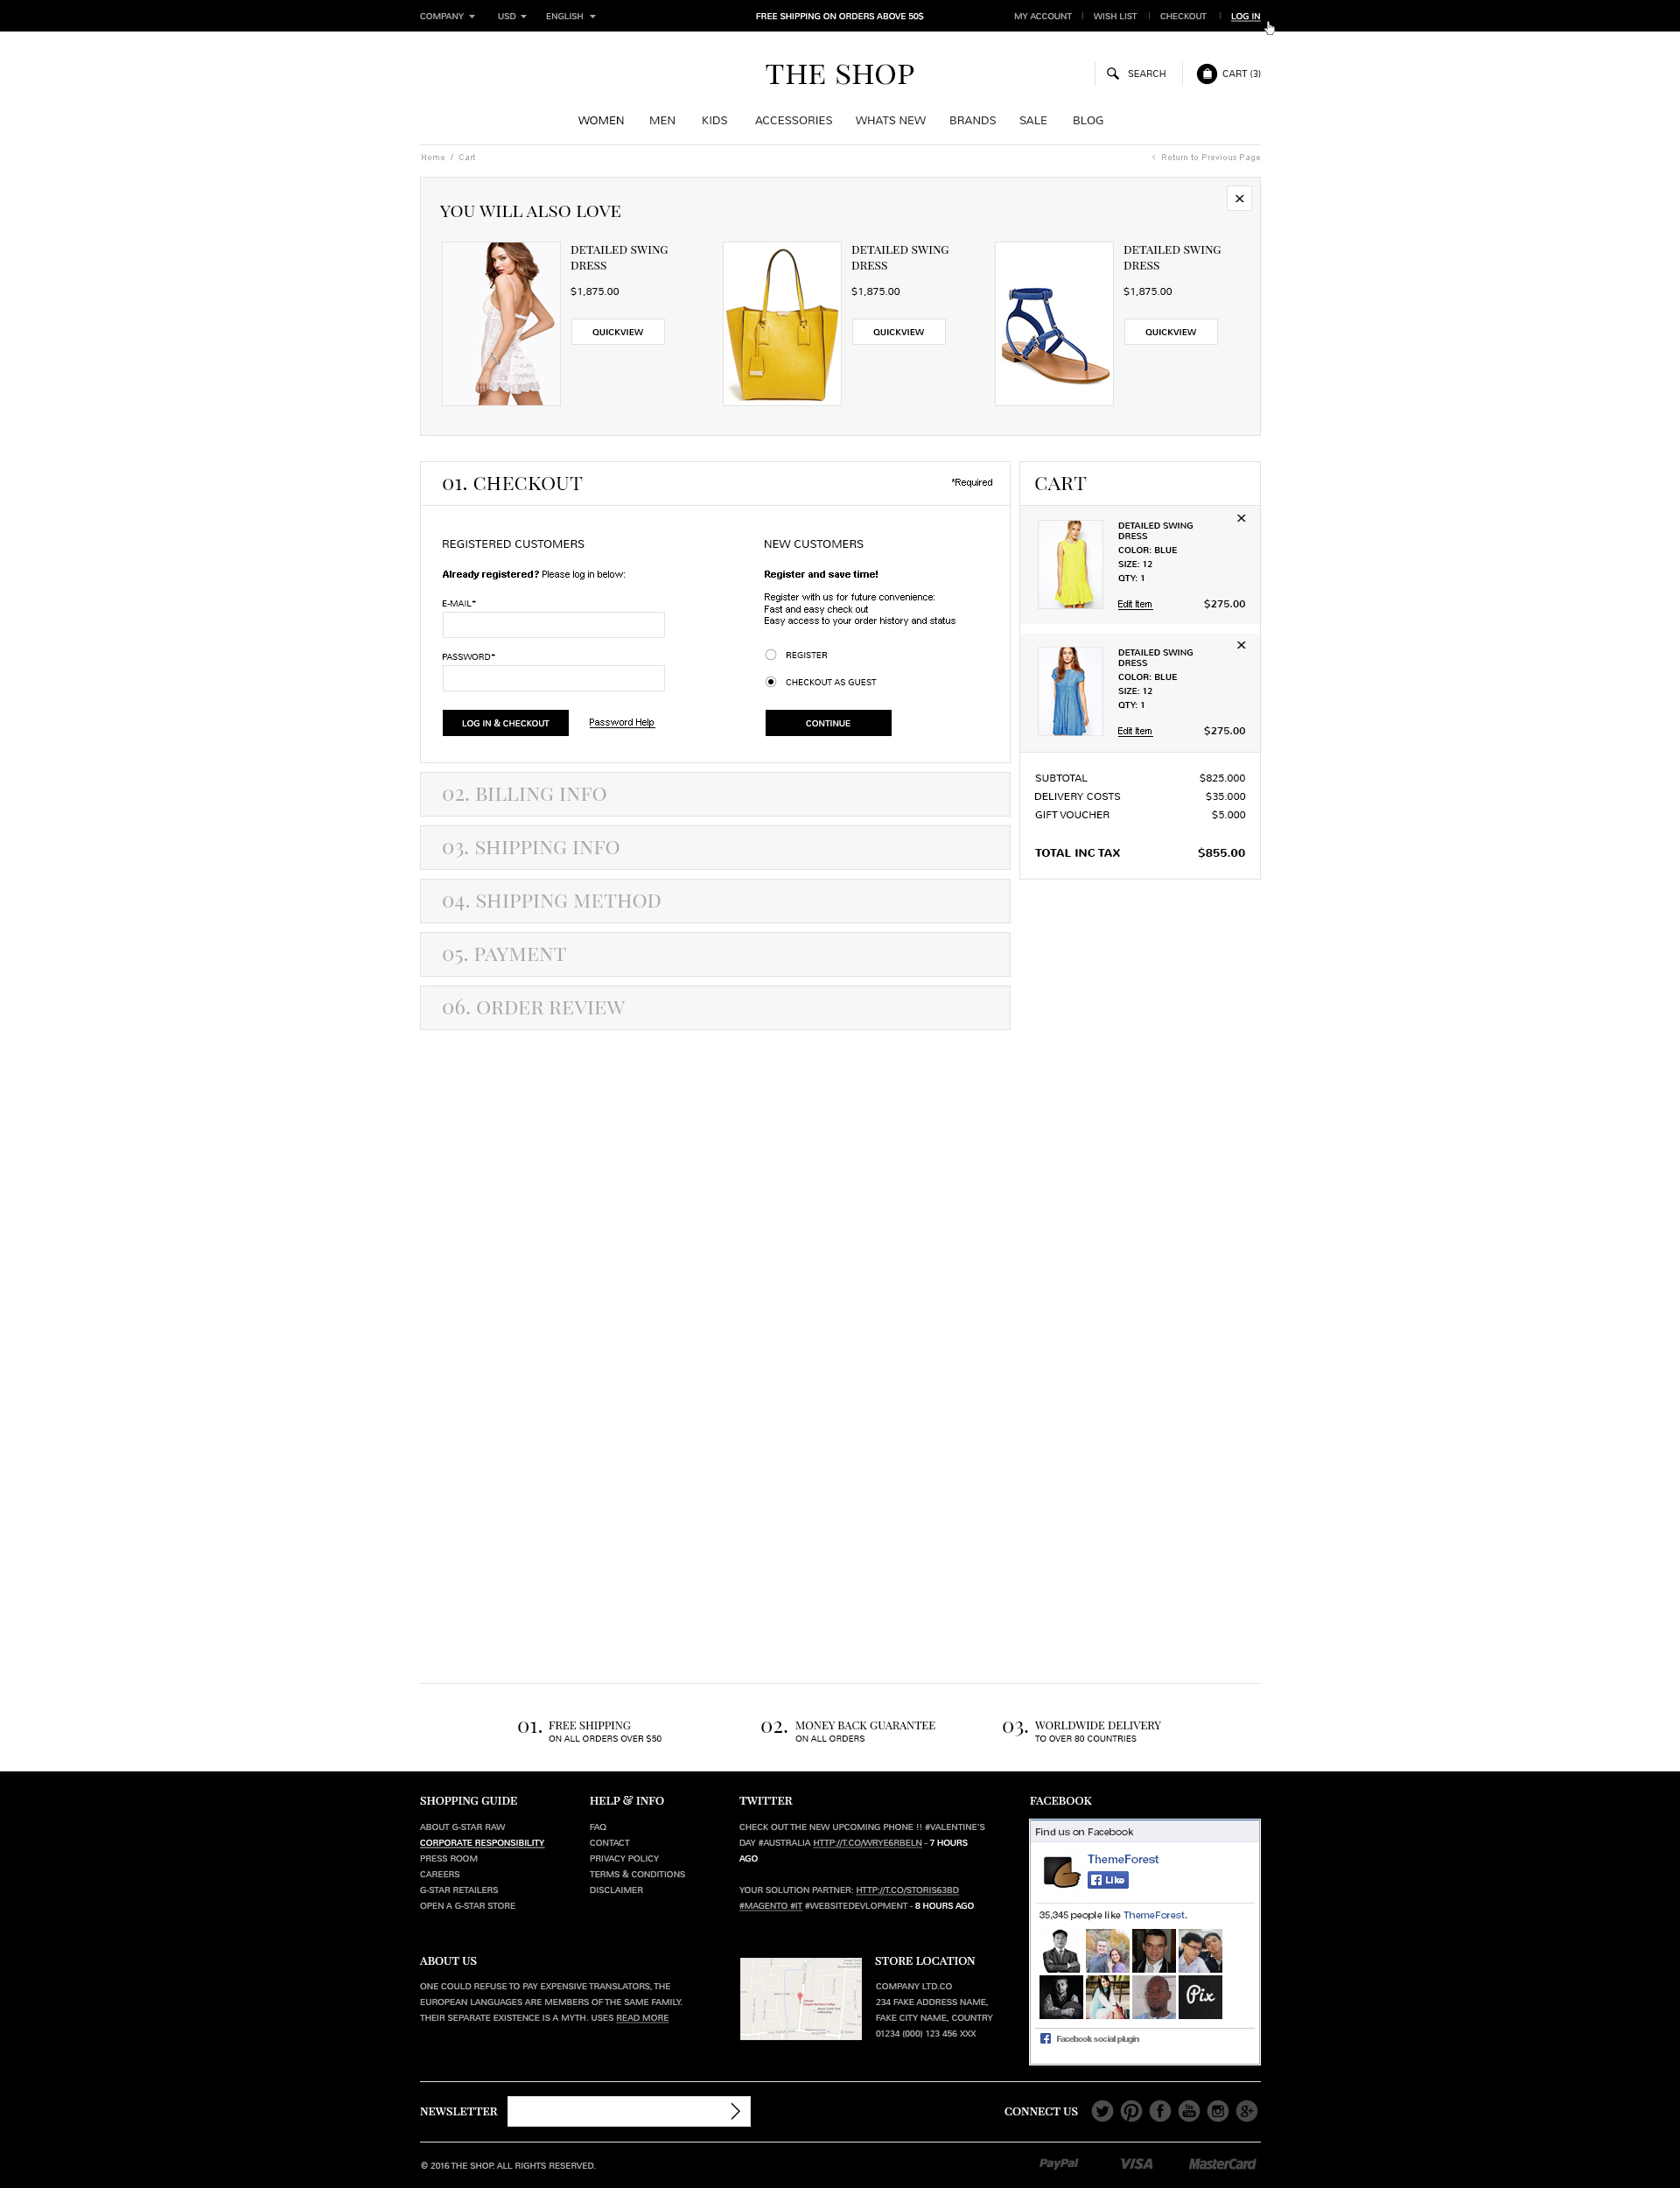 COMPANY USD ENGLISH FREE SHIPPING ON ORDERS ABOVE 50$ MY ACCOUNT WISH LIST CHECKOUT LOG IN
THE SHOP SEARCH CART (3)
WOMEN MEN KIDS ACCESSORIES WHATS NEW BRANDS SALE BLOG
Home / Cart < Return to Previous Page
YOU WILL ALSO LOVE
DETAILED SWING
DRESS
$1,875.00
QUICKVIEW
DETAILED SWING
DRESS
$1,875.00
QUICKVIEW
DETAILED SWING
DRESS
$1,875.00
QUICKVIEW
01. CHECKOUT *Required
REGISTERED CUSTOMERS
Already registered? Please log in below:
E-MAIL*
PASSWORD*
LOG IN & CHECKOUT Password Help
NEW CUSTOMERS
Register and save time!
Register with us for future convenience:
Fast and easy check out
Easy access to your order history and status
REGISTER
CHECKOUT AS GUEST
CONTINUE
02. BILLING INFO
03. SHIPPING INFO
04. SHIPPING METHOD
05. PAYMENT
06. ORDER REVIEW
CART
DETAILED SWING
DRESS
COLOR: BLUE
SIZE: 12
QTY: 1
Edit Item $275.00
DETAILED SWING
DRESS
COLOR: BLUE
SIZE: 12
QTY: 1
Edit Item $275.00
SUBTOTAL $825.000
DELIVERY COSTS $35.000
GIFT VOUCHER $5.000
TOTAL INC TAX $855.00
01. FREE SHIPPING
ON ALL ORDERS OVER $50
02. MONEY BACK GUARANTEE
ON ALL ORDERS
03. WORLDWIDE DELIVERY
TO OVER 80 COUNTRIES
SHOPPING GUIDE
ABOUT G-STAR RAW
CORPORATE RESPONSIBILITY
PRESS ROOM
CAREERS
G-STAR RETAILERS
OPEN A G-STAR STORE
HELP & INFO
FAQ
CONTACT
PRIVACY POLICY
TERMS & CONDITIONS
DISCLAIMER
TWITTER
CHECK OUT THE NEW UPCOMING PHONE !! #VALENTINE'S
DAY #AUSTRALIA HTTP://T.CO/WRYE6RBELN - 7 HOURS
AGO
YOUR SOLUTION PARTNER: HTTP://T.CO/STORIS63BD
#MAGENTO #IT #WEBSITEDEVLOPMENT - 8 HOURS AGO
FACEBOOK
Find us on Facebook
ThemeForest
Like
35,345 people like ThemeForest.
Pix
Facebook social plugin
ABOUT US
ONE COULD REFUSE TO PAY EXPENSIVE TRANSLATORS, THE
EUROPEAN LANGUAGES ARE MEMBERS OF THE SAME FAMILY.
THEIR SEPARATE EXISTENCE IS A MYTH. USES READ MORE
STORE LOCATION
COMPANY LTD.CO
234 FAKE ADDRESS NAME,
FAKE CITY NAME, COUNTRY
01234 (000) 123 456 XXX
NEWSLETTER CONNECT US
© 2016 THE SHOP. ALL RIGHTS RESERVED. PayPal VISA MasterCard